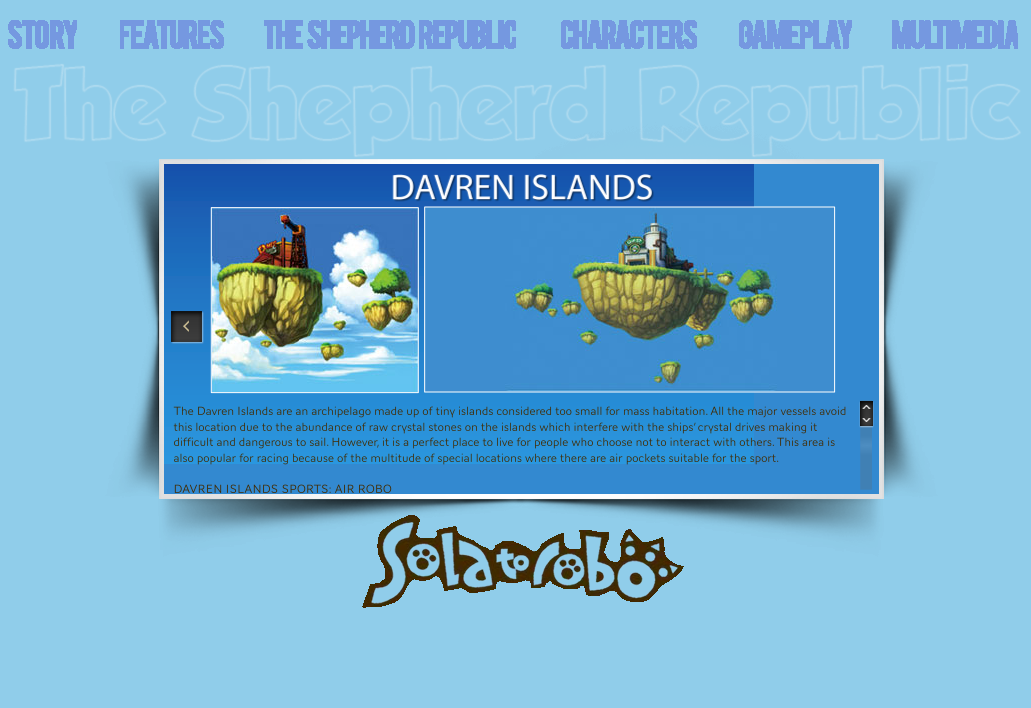 STORY FEATURES THE SHEPHERD REPUBLIC CHARACTERS GAMEPLAY MULTIMEDIA
The Shepherd Republic
DAVREN ISLANDS
The Davren Islands are an archipelago made up of tiny islands considered too small for mass habitation. All the major vessels avoid
this location due to the abundance of raw crystal stones on the islands which interfere with the ships' crystal drives making it
difficult and dangerous to sail. However, it is a perfect place to live for people who choose not to interact with others. This area is
also popular for racing because of the multitude of special locations where there are air pockets suitable for the sport.
DAVREN ISLANDS SPORTS: AIR ROBO
Solatorobo